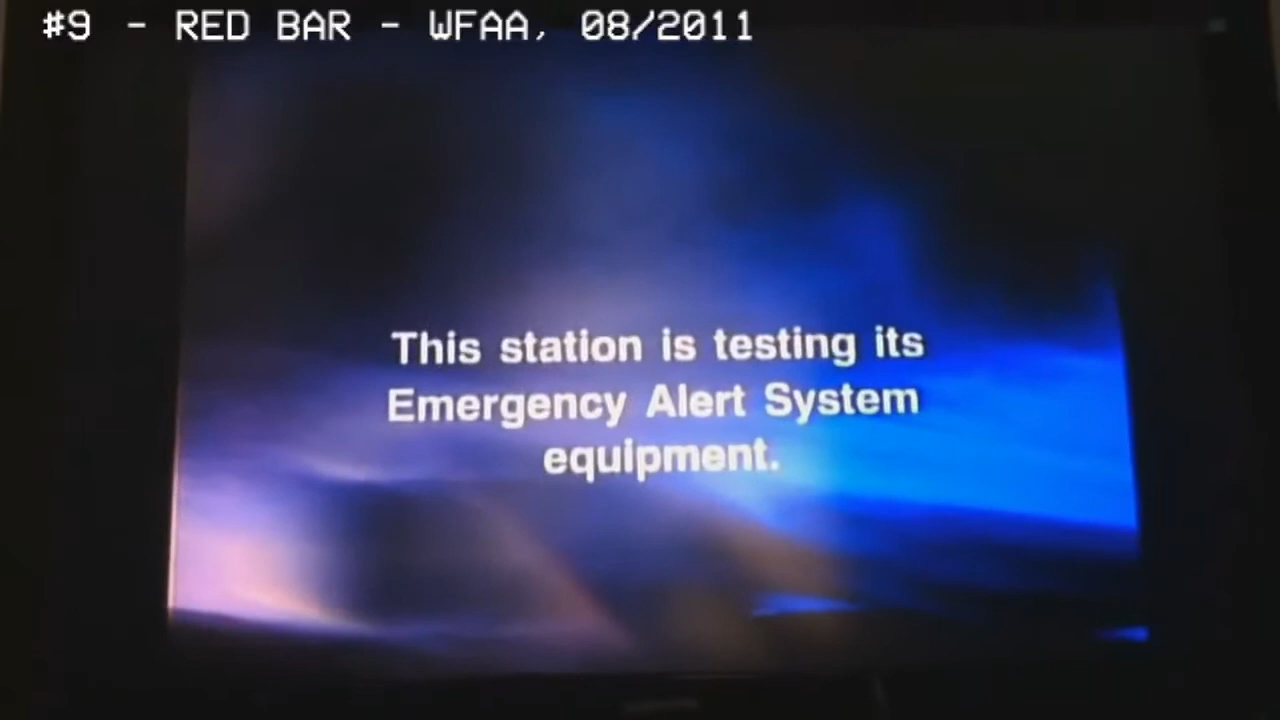 #9 - RED BAR - WFAA, 08/2011
This station is testing its
Emergency Alert System
equipment.